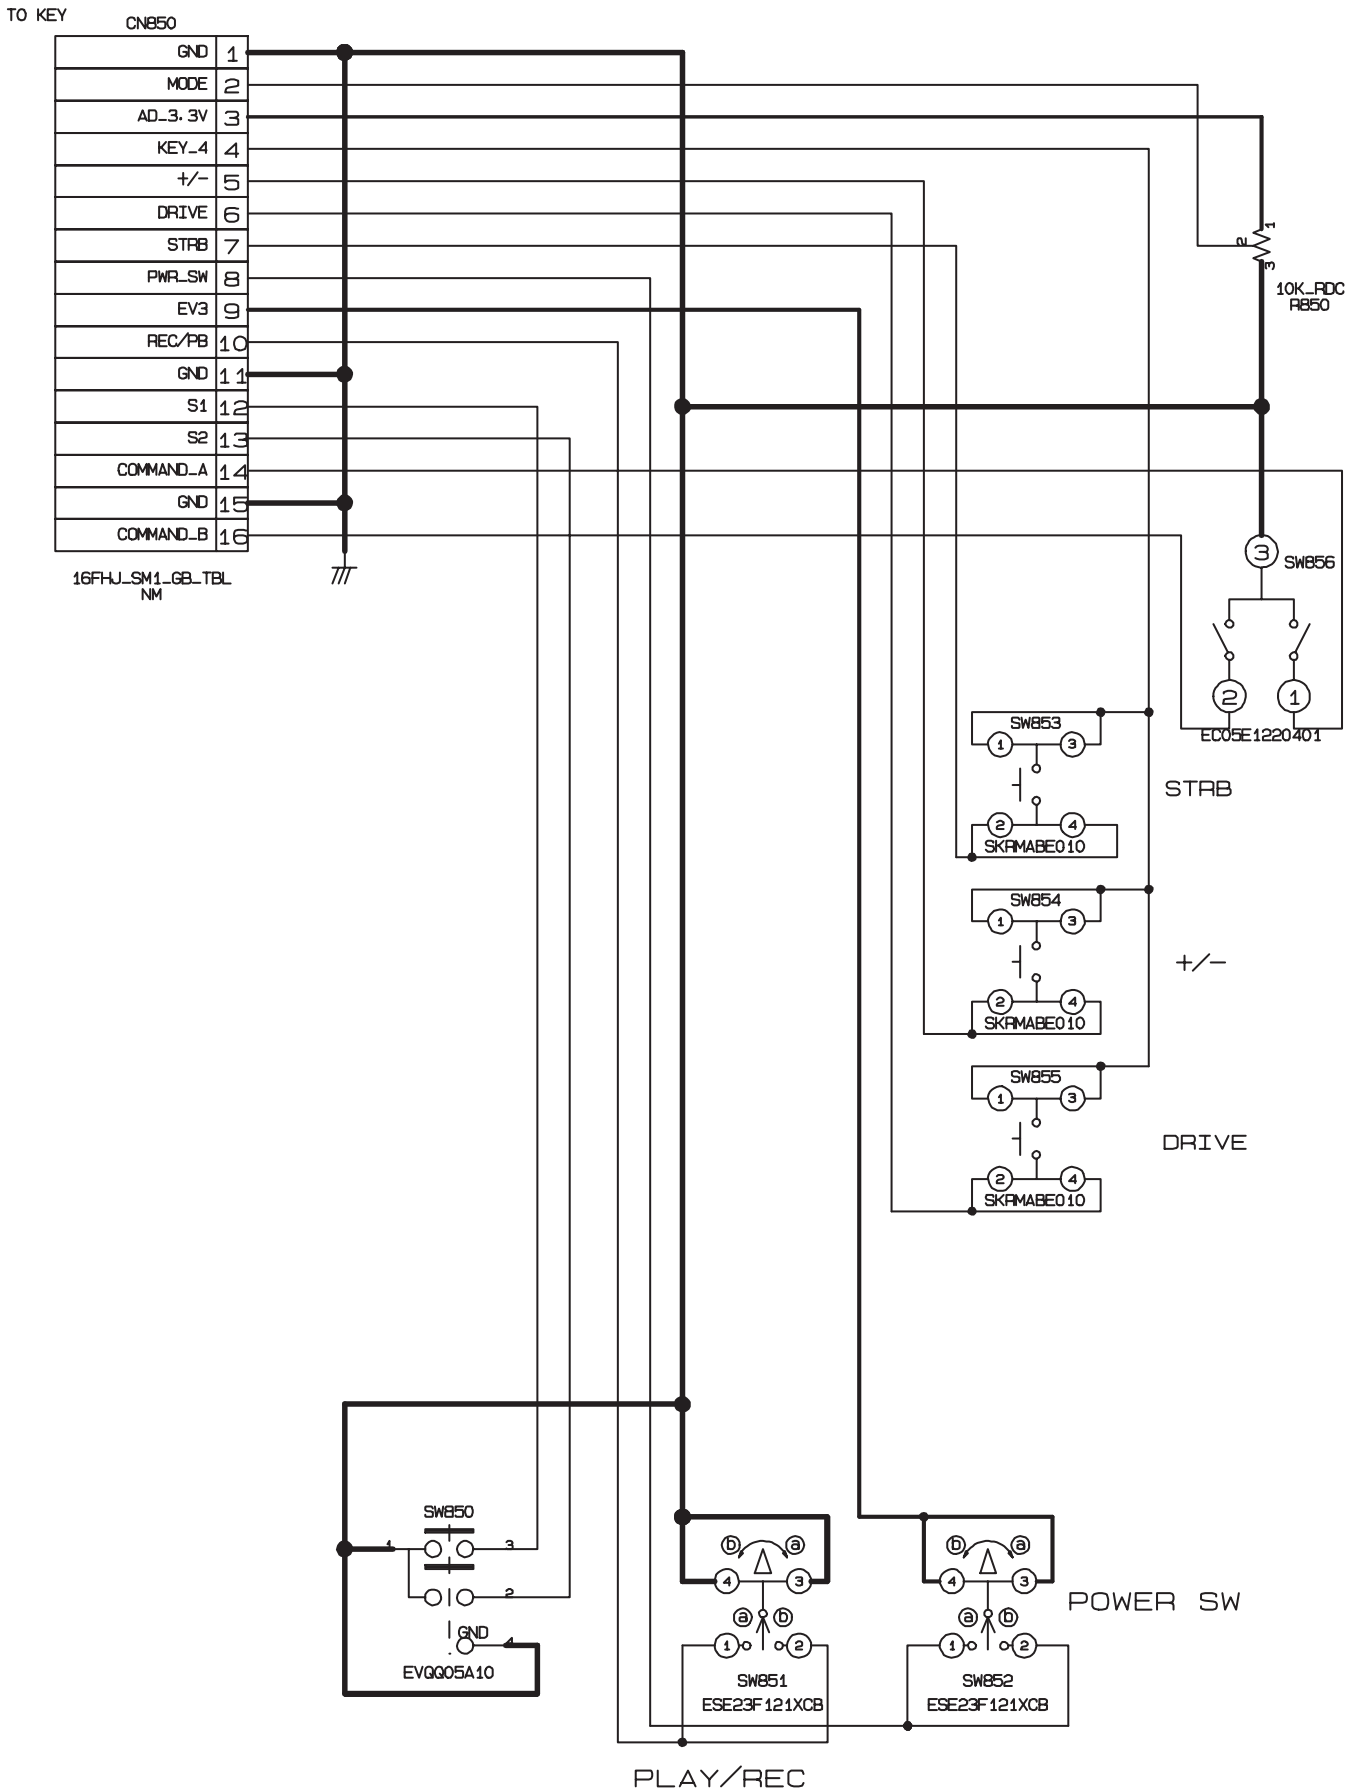 TO KEY
CN850
GND 1
MODE 2
AD_3.3V 3
KEY_4 4
+/- 5
DRIVE 6
STRB 7
PWR_SW 8
EV3 9
REC/PB 10
GND 11
S1 12
S2 13
COMMAND_A 14
GND 15
COMMAND_B 16
16FHJ_SM1_GB_TBL
NM
1
2
3
10K_RDC
R850
3
SW856
2 1
EC05E1220401
SW853
1 3
STRB
2 4
SKRMABE010
SW854
1 3
+/-
2 4
SKRMABE010
SW855
1 3
DRIVE
2 4
SKRMABE010
SW850
1 3
2
GND 4
EVQQ05A10
b a
4 3
a b
1 2
SW851
ESE23F121XCB
PLAY/REC
b a
4 3
POWER SW
a b
1 2
SW852
ESE23F121XCB